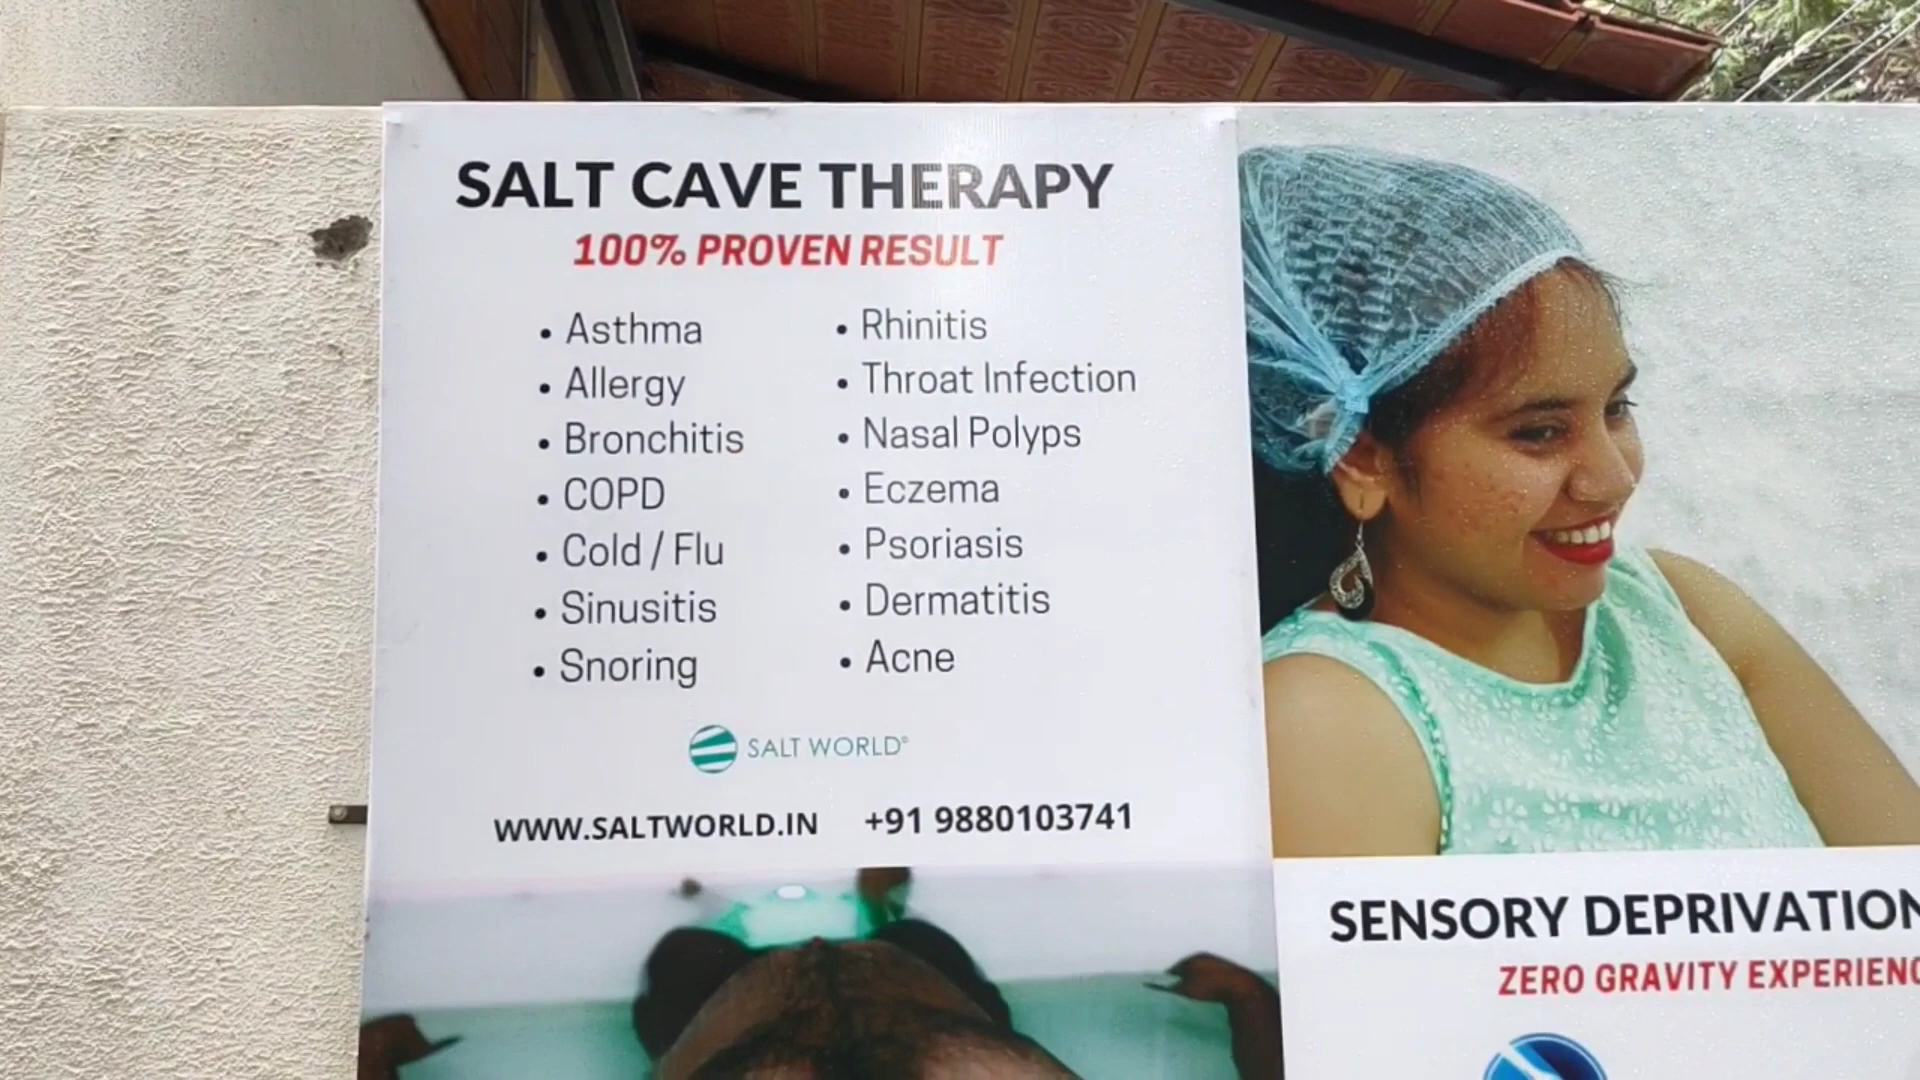 SALT CAVE THERAPY
100% PROVEN RESULT
• Asthma
• Allergy
• Bronchitis
• COPD
• Cold / Flu
• Sinusitis
• Snoring
• Rhinitis
• Throat Infection
• Nasal Polyps
• Eczema
• Psoriasis
• Dermatitis
• Acne
SALT WORLD®
WWW.SALTWORLD.IN +91 9880103741
SENSORY DEPRIVATION
ZERO GRAVITY EXPERIENC